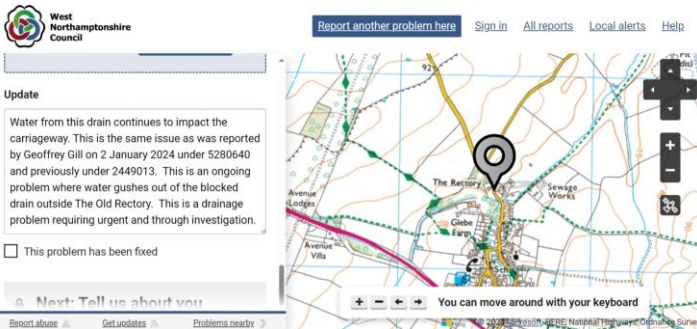 West
Northamptonshire
Council
Report another problem here
Sign in
All reports
Local alerts
Help
Update
Water from this drain continues to impact the
carriageway. This is the same issue as was reported
by Geoffrey Gill on 2 January 2024 under 5280640
and previously under 2449013. This is an ongoing
problem where water gushes out of the blocked
drain outside The Old Rectory. This is a drainage
problem requiring urgent and through investigation.
This problem has been fixed
Next: Tell us about you
Report abuse
Get updates
Problems nearby
92
The Rectory
Sewage
Works
Avenue
Lodges
Glebe
Farm
Avenue
Villa
Sch
You can move around with your keyboard
Microsoft, HERE, National Highways, Ordnance Surve